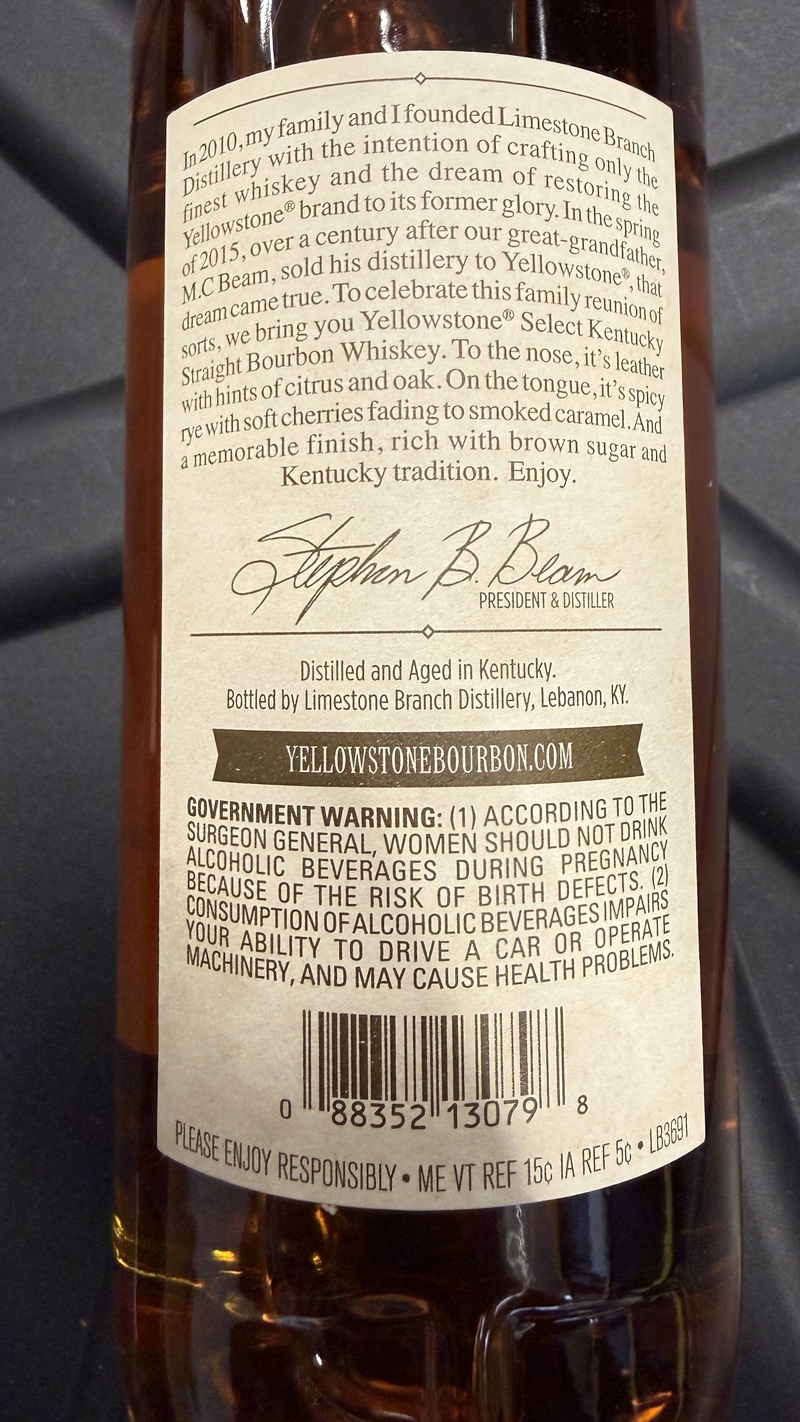 In 2010, my family and I founded Limestone Branch
Distillery with the intention of crafting only the
finest whiskey and the dream of restoring the
Yellowstone® brand to its former glory. In the spring
of 2015, over a century after our great-grandfather,
M.C Beam, sold his distillery to Yellowstone®, that
dream came true. To celebrate this family reunion of
sorts, we bring you Yellowstone® Select Kentucky
Straight Bourbon Whiskey. To the nose, it's leather
with hints of citrus and oak. On the tongue, it's spicy
rye with soft cherries fading to smoked caramel. And
a memorable finish, rich with brown sugar and
Kentucky tradition. Enjoy.
Stephen B. Beam
PRESIDENT & DISTILLER
Distilled and Aged in Kentucky.
Bottled by Limestone Branch Distillery, Lebanon, KY.
YELLOWSTONEBOURBON.COM
GOVERNMENT WARNING: (1) ACCORDING TO THE
SURGEON GENERAL, WOMEN SHOULD NOT DRINK
ALCOHOLIC BEVERAGES DURING PREGNANCY
BECAUSE OF THE RISK OF BIRTH DEFECTS. (2)
CONSUMPTION OF ALCOHOLIC BEVERAGES IMPAIRS
YOUR ABILITY TO DRIVE A CAR OR OPERATE
MACHINERY, AND MAY CAUSE HEALTH PROBLEMS.
0 88352 13079 8
PLEASE ENJOY RESPONSIBLY • ME VT REF 15¢ IA REF 5¢ • LB3691